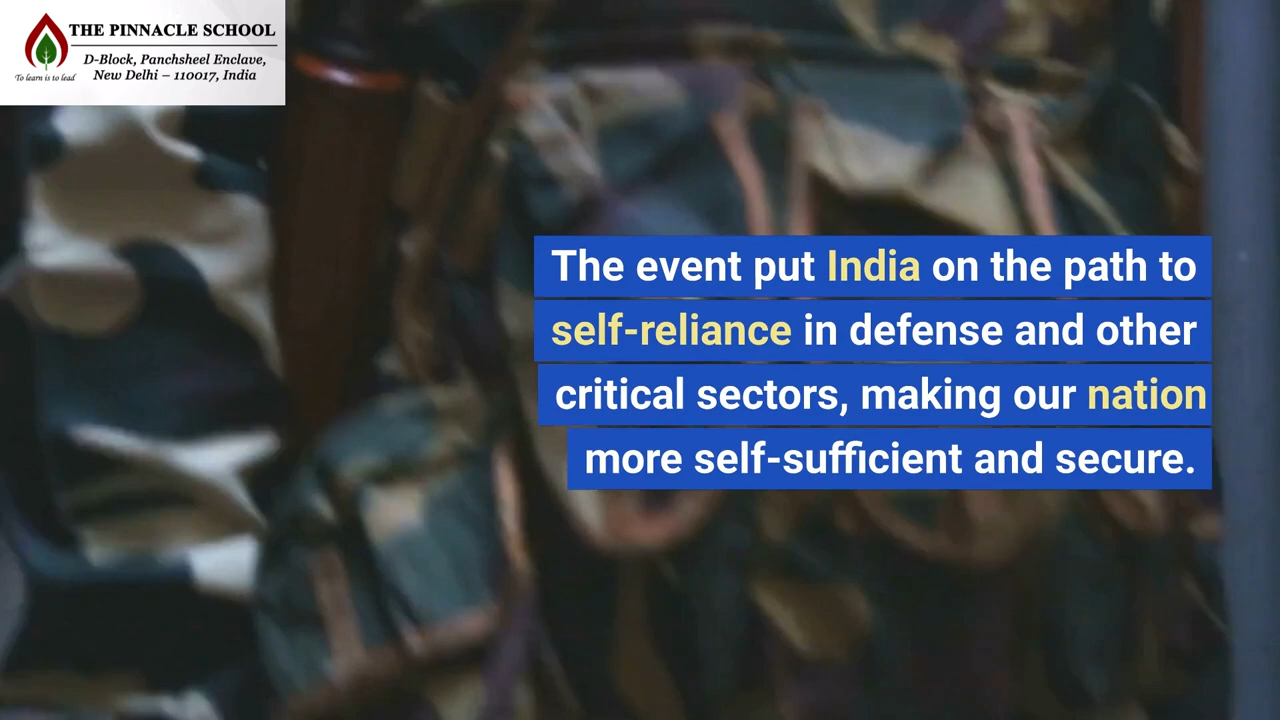 THE PINNACLE SCHOOL
D-Block, Panchsheel Enclave,
New Delhi – 110017, India
To learn is to lead
The event put India on the path to
self-reliance in defense and other
critical sectors, making our nation
more self-sufficient and secure.